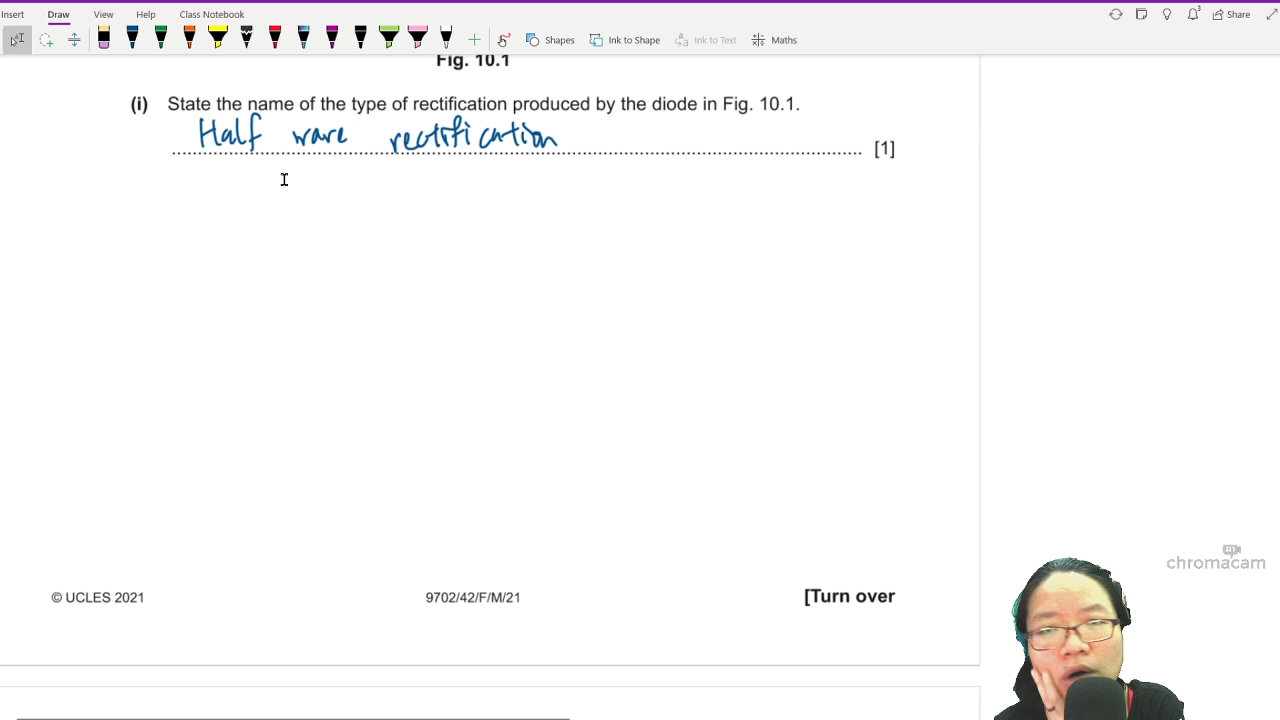 Insert Draw View Help Class Notebook 3 Share
Shapes Ink to Shape Ink to Text Maths
Fig. 10.1
(i) State the name of the type of rectification produced by the diode in Fig. 10.1.
Half wave rectification
[1]
© UCLES 2021 9702/42/F/M/21 [Turn over
chromacam